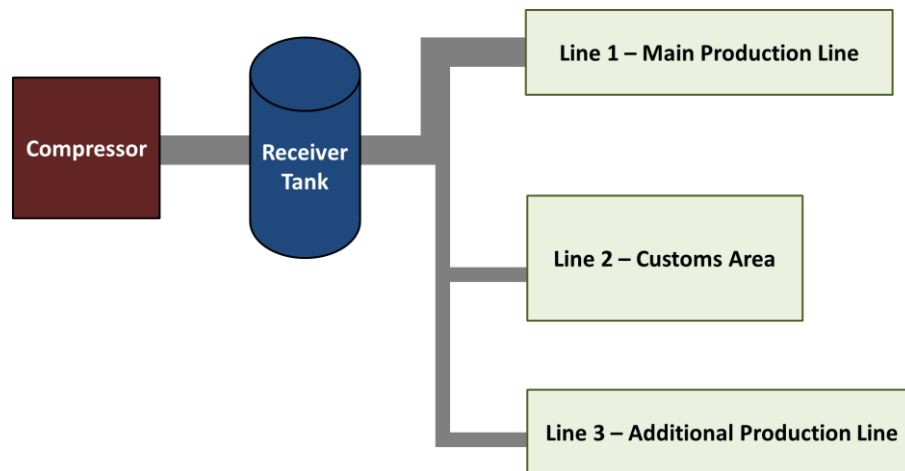 Compressor
Receiver
Tank
Line 1 – Main Production Line
Line 2 – Customs Area
Line 3 – Additional Production Line